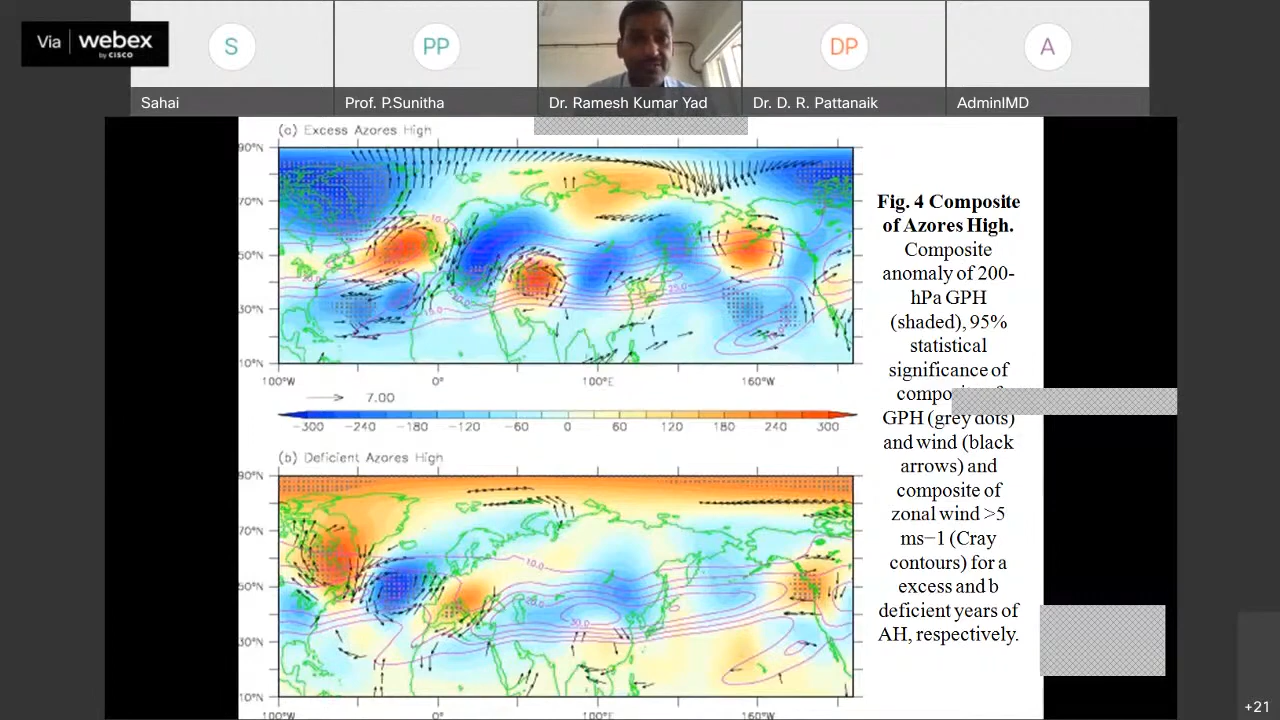 Via webex
by CISCO
S
PP
DP
A
Sahai
Prof. P.Sunitha
Dr. Ramesh Kumar Yad
Dr. D. R. Pattanaik
AdminIMD
(a) Excess Azores High
90°N
70°N
50°N
30°N
10°N
100°W 0° 100°E 160°W
7.00
−300 −240 −180 −120 −60 0 60 120 180 240 300
(b) Deficient Azores High
90°N
70°N
50°N
30°N
10°N
100°W 0° 100°E 160°W
Fig. 4 Composite
of Azores High.
Composite
anomaly of 200-
hPa GPH
(shaded), 95%
statistical
significance of
GPH (grey dots)
and wind (black
arrows) and
composite of
zonal wind >5
ms−1 (Cray
contours) for a
excess and b
deficient years of
AH, respectively.
+21